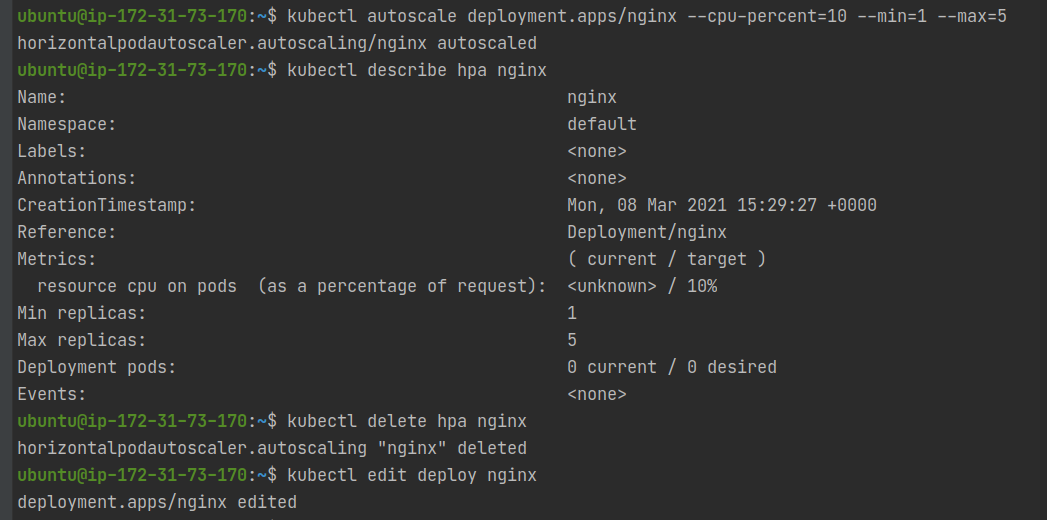 ubuntu@ip-172-31-73-170:~$ kubectl autoscale deployment.apps/nginx --cpu-percent=10 --min=1 --max=5
horizontalpodautoscaler.autoscaling/nginx autoscaled
ubuntu@ip-172-31-73-170:~$ kubectl describe hpa nginx
Name: nginx
Namespace: default
Labels: <none>
Annotations: <none>
CreationTimestamp: Mon, 08 Mar 2021 15:29:27 +0000
Reference: Deployment/nginx
Metrics: ( current / target )
  resource cpu on pods  (as a percentage of request): <unknown> / 10%
Min replicas: 1
Max replicas: 5
Deployment pods: 0 current / 0 desired
Events: <none>
ubuntu@ip-172-31-73-170:~$ kubectl delete hpa nginx
horizontalpodautoscaler.autoscaling "nginx" deleted
ubuntu@ip-172-31-73-170:~$ kubectl edit deploy nginx
deployment.apps/nginx edited